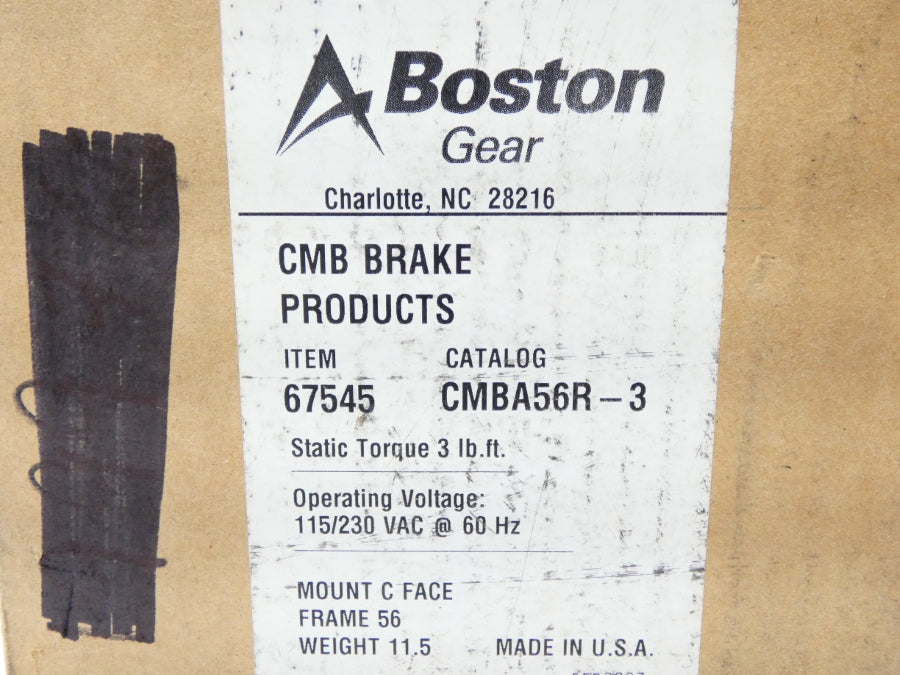 Boston
Gear
Charlotte, NC 28216
CMB BRAKE
PRODUCTS
ITEM CATALOG
67545 CMBA56R – 3
Static Torque 3 lb.ft.
Operating Voltage:
115/230 VAC @ 60 Hz
MOUNT C FACE
FRAME 56
WEIGHT 11.5 MADE IN U.S.A.